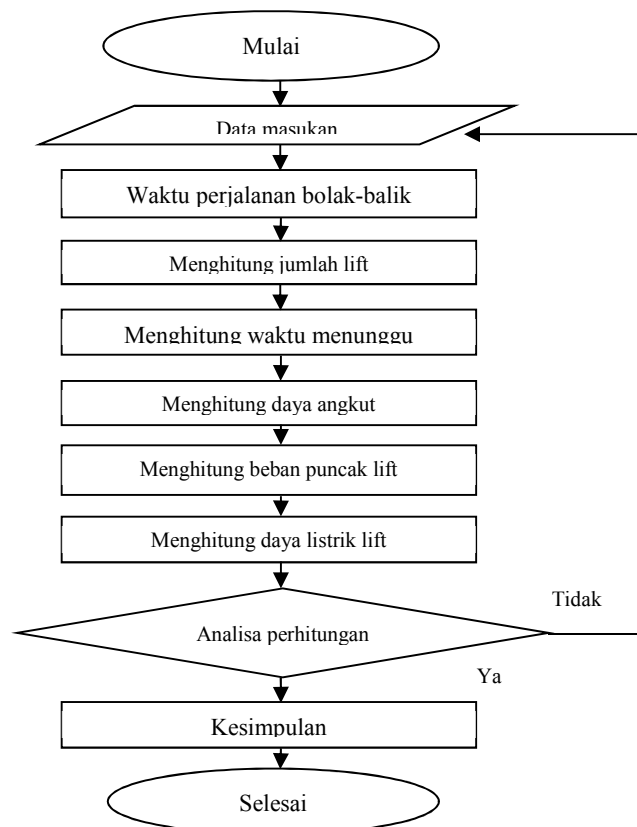 Mulai
Data masukan
Waktu perjalanan bolak-balik
Menghitung jumlah lift
Menghitung waktu menunggu
Menghitung daya angkut
Menghitung beban puncak lift
Menghitung daya listrik lift
Tidak
Analisa perhitungan
Ya
Kesimpulan
Selesai